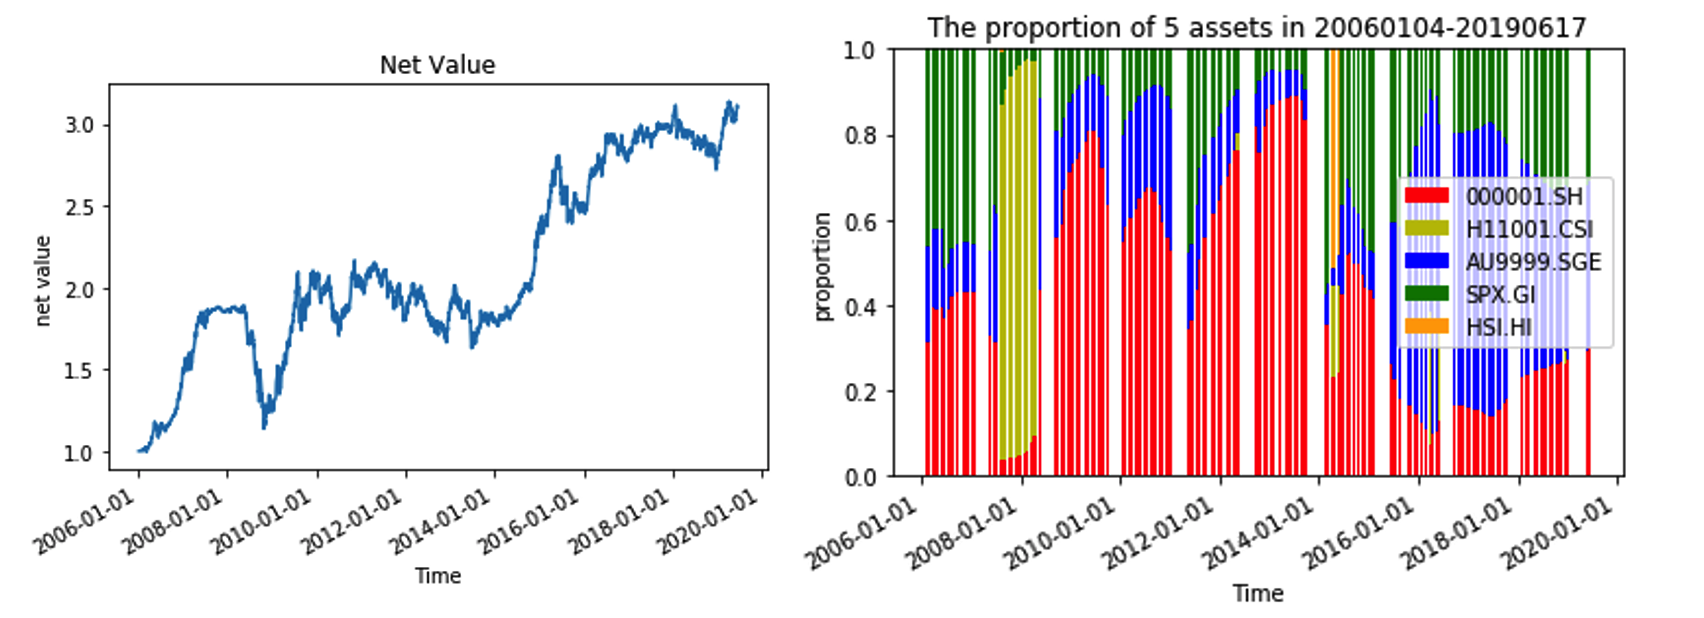 Net Value
net value
3.0
2.5
2.0
1.5
1.0
2006-01-01
2008-01-01
2010-01-01
2012-01-01
2014-01-01
2016-01-01
2018-01-01
2020-01-01
Time
The proportion of 5 assets in 20060104-20190617
proportion
1.0
0.8
0.6
0.4
0.2
0.0
000001.SH
H11001.CSI
AU9999.SGE
SPX.GI
HSI.HI
2006-01-01
2008-01-01
2010-01-01
2012-01-01
2014-01-01
2016-01-01
2018-01-01
2020-01-01
Time